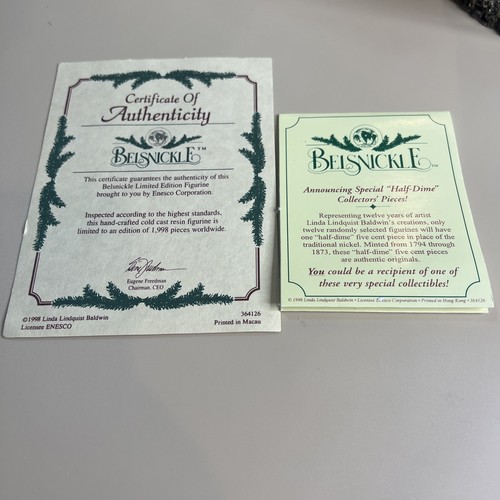 Certificate Of
Authenticity
BELSNICKLE™
This certificate guarantees the authenticity of this
Belsnickle Limited Edition Figurine
brought to you by Enesco Corporation.
Inspected according to the highest standards,
this hand-crafted cold cast resin figurine is
limited to an edition of 1,998 pieces worldwide.
Eugene Freedman
Chairman, CEO
©1998 Linda Lindquist Baldwin
Licensee ENESCO
364126
Printed in Macau
BELSNICKLE™
Announcing Special "Half-Dime"
Collectors' Pieces!
Representing twelve years of artist
Linda Lindquist Baldwin's creations, only
twelve randomly selected figurines will have
one "half-dime" five cent piece in place of the
traditional nickel. Minted from 1794 through
1873, these "half-dime" five cent pieces
are authentic originals.
You could be a recipient of one of
these very special collectibles!
© 1998 Linda Lindquist Baldwin • Licensee Enesco Corporation • Printed in Hong Kong • 364126